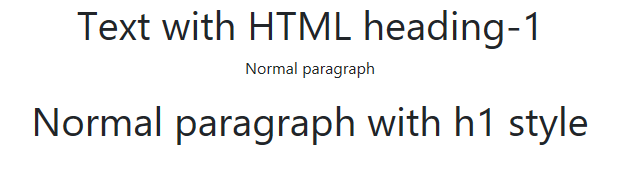 Text with HTML heading-1
Normal paragraph
Normal paragraph with h1 style